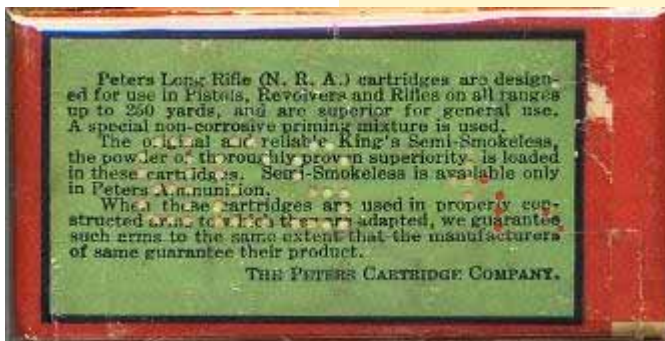 Peters Long Rifle (N. R. A.) cartridges are design-
ed for use in Pistols, Revolvers and Rifles on all ranges
up to 250 yards, and are superior for general use.
A special non-corrosive priming mixture is used.
The original and reliable King's Semi-Smokeless,
the powder of thoroughly proven superiority is loaded
in these cartridges. Semi-Smokeless is available only
in Peters Ammunition.
When these cartridges are used in properly con-
structed arms to which they are adapted, we guarantee
such arms to the same extent that the manufacturers
of same guarantee their product.
THE PETERS CARTRIDGE COMPANY.